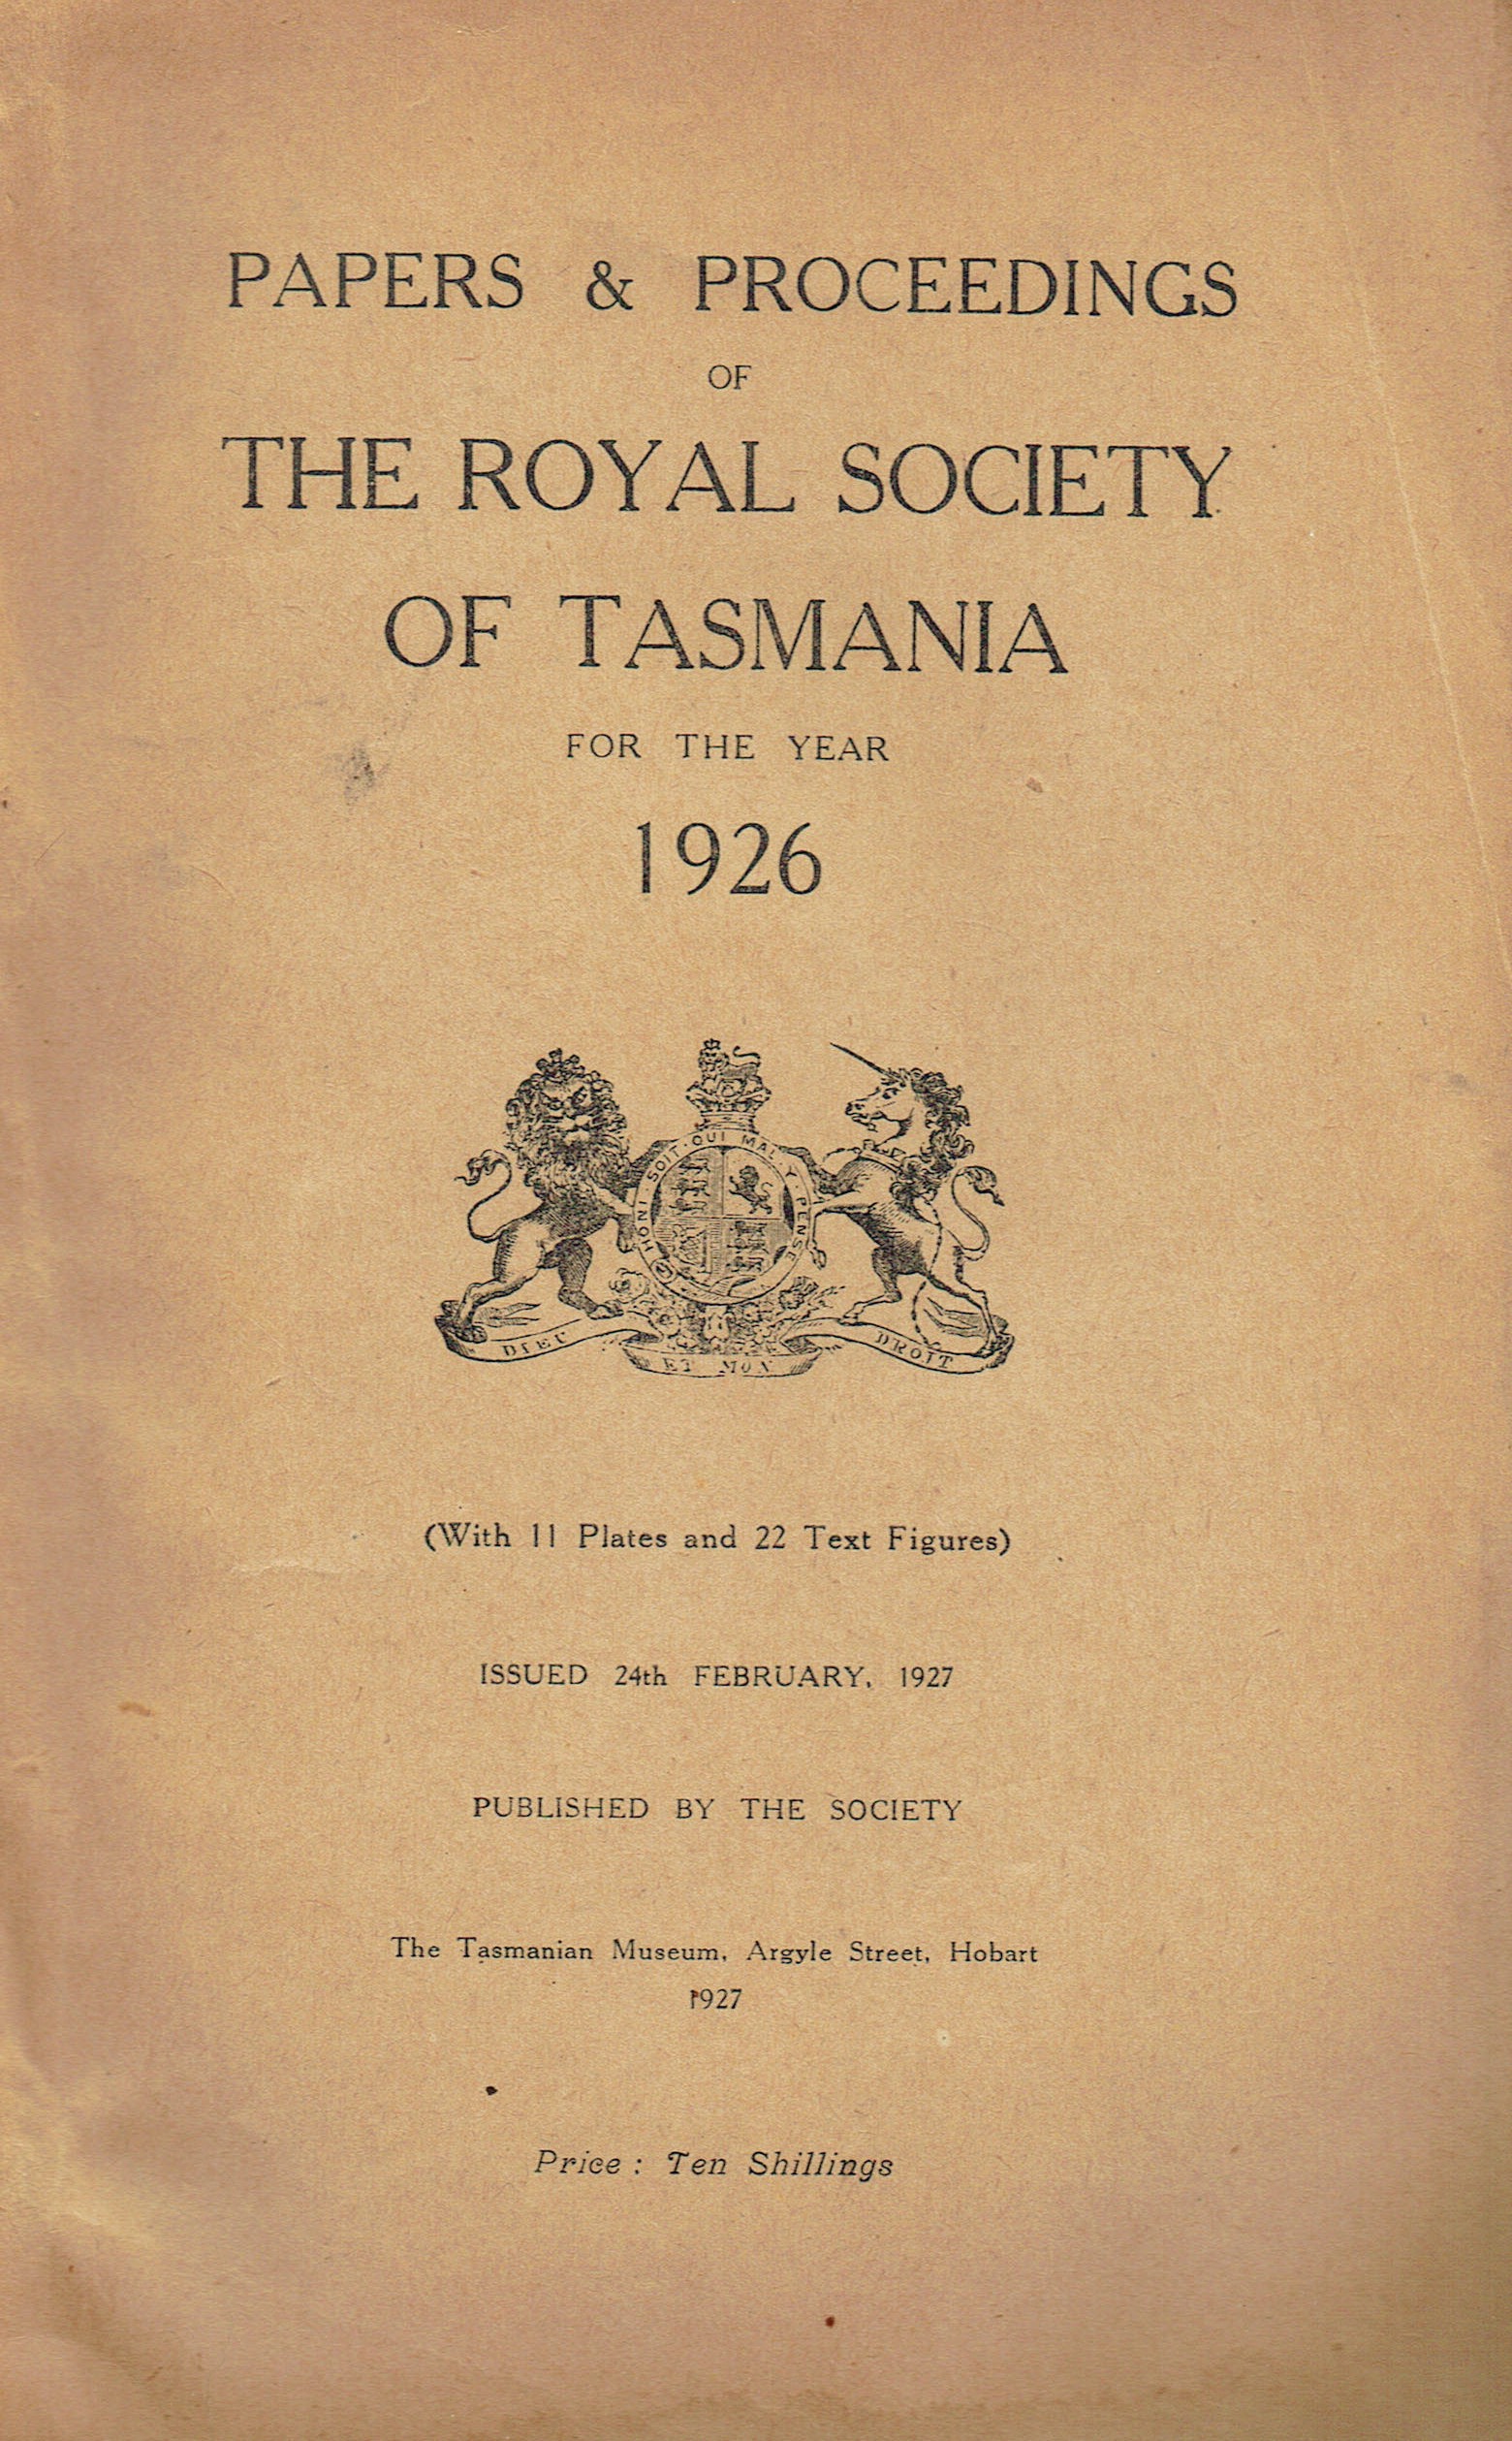 PAPERS & PROCEEDINGS
OF
THE ROYAL SOCIETY
OF TASMANIA
FOR THE YEAR
1926
HONI · SOIT · QUI MAL · Y · PENSE
DIEU
ET MON
DROIT
(With 11 Plates and 22 Text Figures)
ISSUED 24th FEBRUARY, 1927
PUBLISHED BY THE SOCIETY
The Tasmanian Museum, Argyle Street, Hobart
1927
Price : Ten Shillings